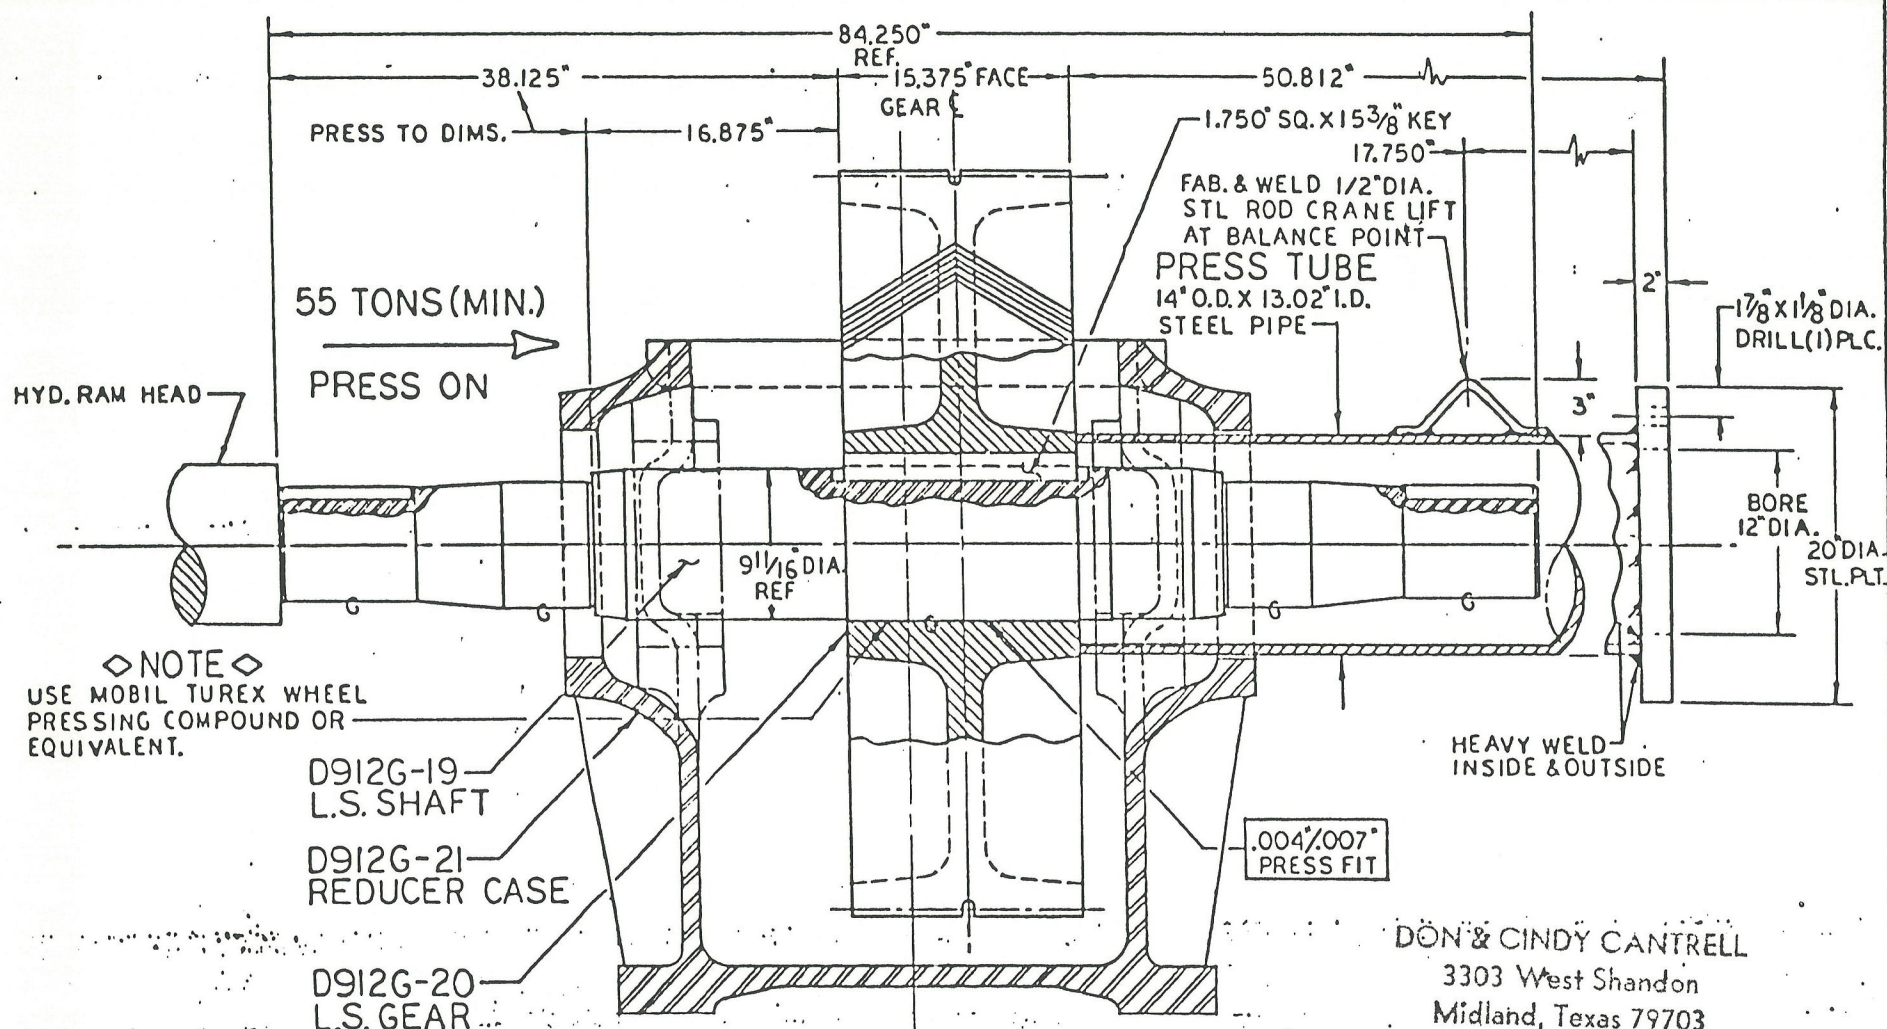 84.250"
REF.
38.125"
15.375" FACE
50.812"
GEAR ℄
PRESS TO DIMS.
16.875"
1.750" SQ. X 15 3/8" KEY
17.750"
FAB. & WELD 1/2" DIA.
STL ROD CRANE LIFT
AT BALANCE POINT
PRESS TUBE
14" O.D. X 13.02" I.D.
STEEL PIPE
2"
1 7/8 X 1 1/8 DIA.
DRILL (1) PLC.
55 TONS (MIN.)
PRESS ON
HYD. RAM HEAD
3"
BORE
12" DIA.
20" DIA.
STL. PLT.
9 11/16" DIA.
REF
G
G
G
G
G
◇ NOTE ◇
USE MOBIL TUREX WHEEL
PRESSING COMPOUND OR
EQUIVALENT.
HEAVY WELD
INSIDE & OUTSIDE
D912G-19
L.S. SHAFT
D912G-21
REDUCER CASE
.004"/.007"
PRESS FIT
D912G-20
L.S. GEAR
DON & CINDY CANTRELL
3303 West Shandon
Midland, Texas 79703